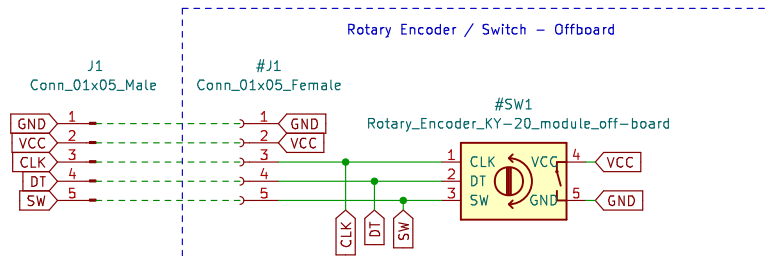 Rotary Encoder / Switch – Offboard
J1
Conn_01x05_Male
#J1
Conn_01x05_Female
#SW1
Rotary_Encoder_KY-20_module_off-board
GND 1
VCC 2
CLK 3
DT 4
SW 5
1 GND
2 VCC
3
4
5
CLK
DT
SW
1 CLK
2 DT
3 SW
VCC 4 VCC
GND 5 GND